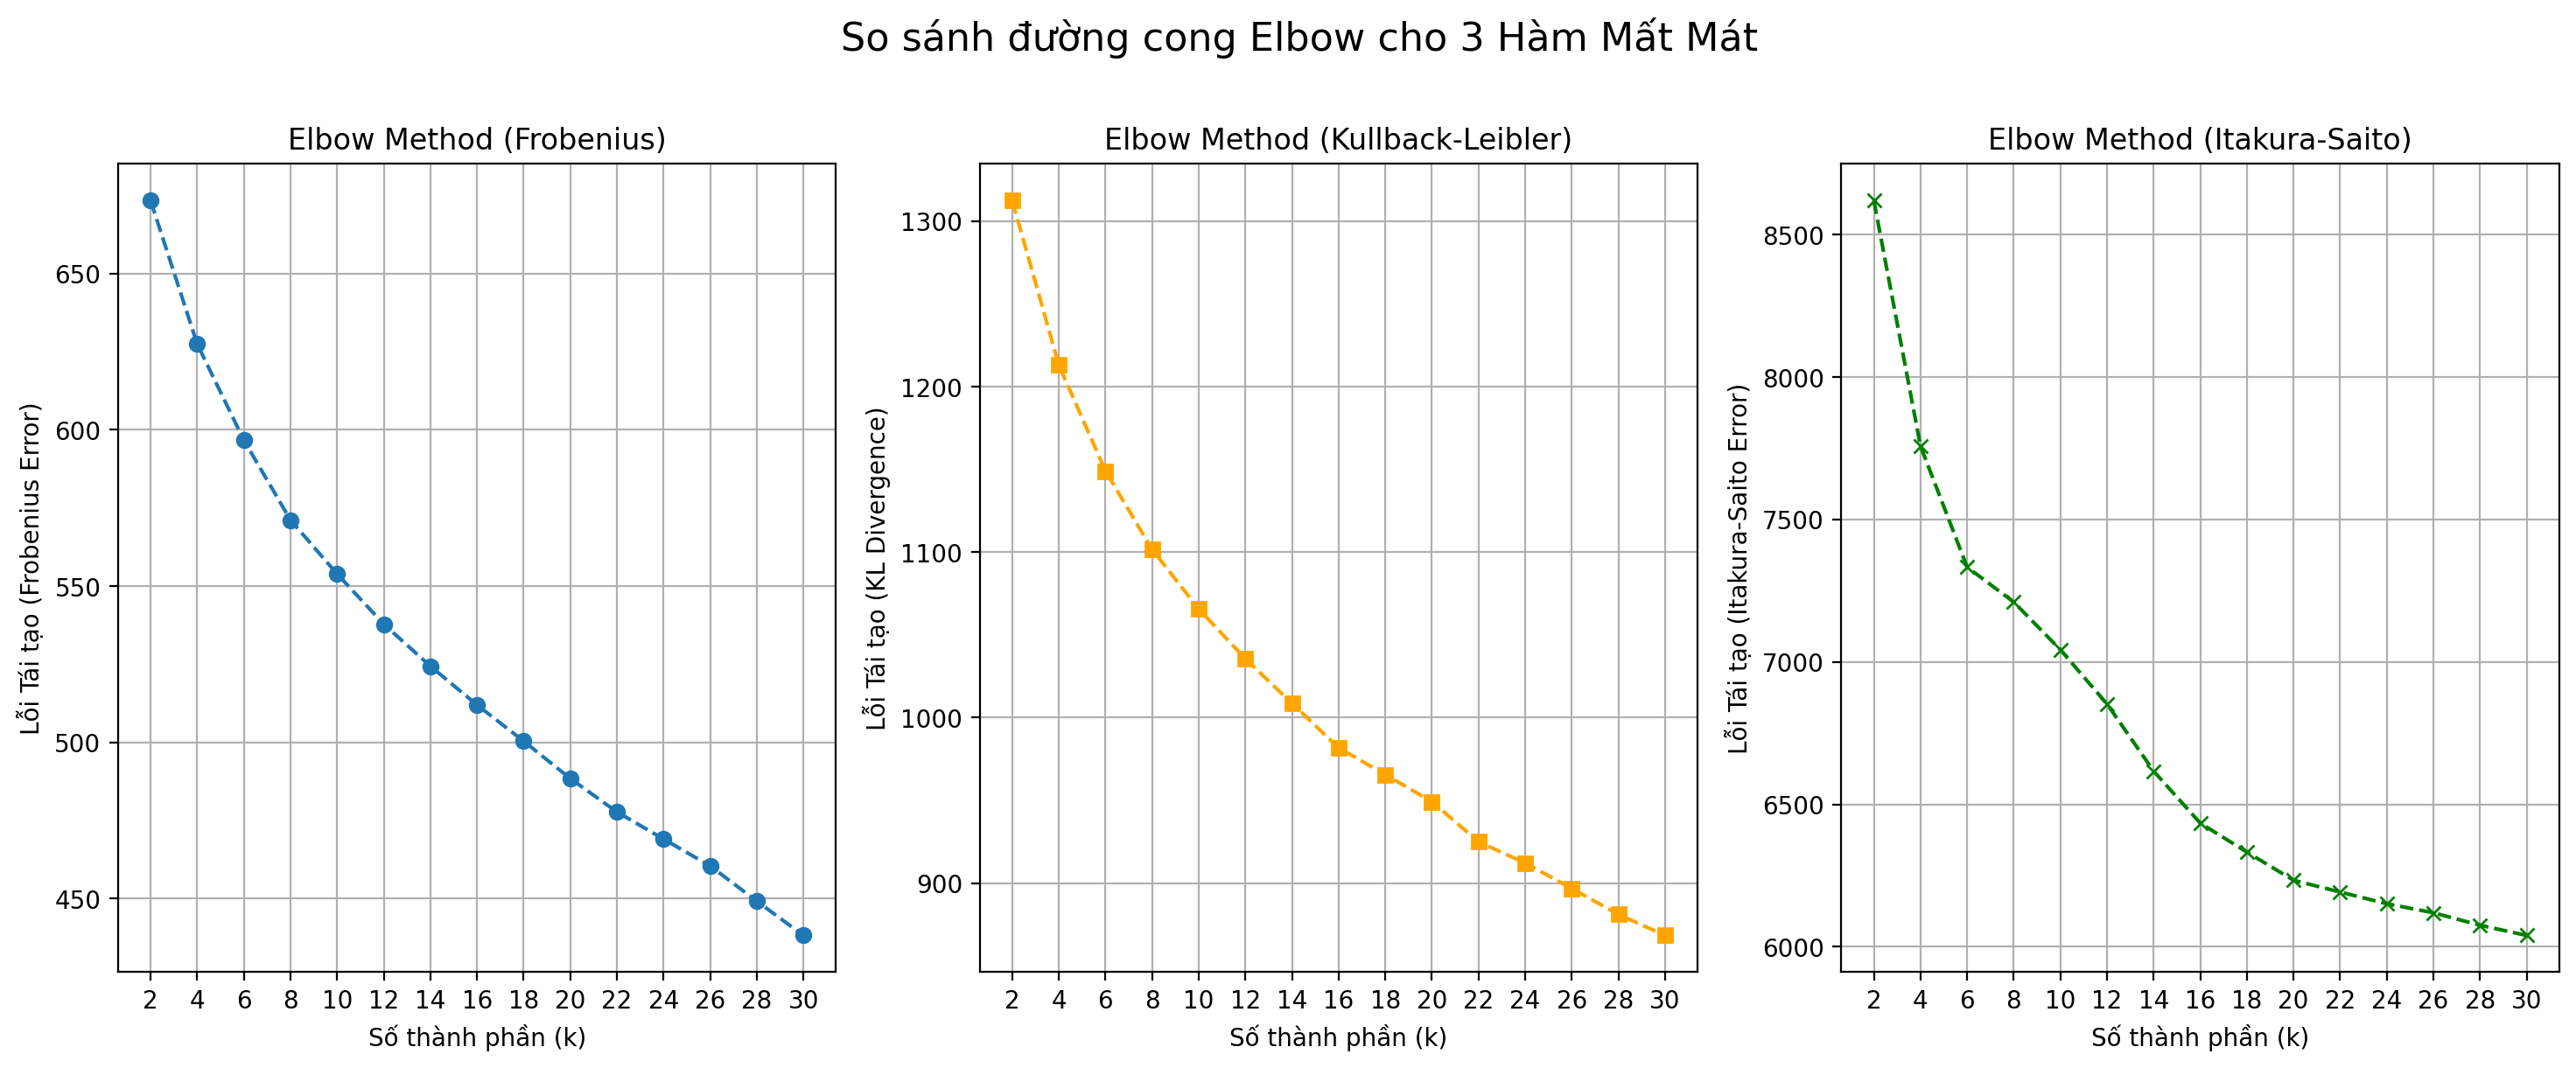 So sánh đường cong Elbow cho 3 Hàm Mất Mát
Elbow Method (Frobenius)
Lỗi Tái tạo (Frobenius Error)
650
600
550
500
450
2 4 6 8 10 12 14 16 18 20 22 24 26 28 30
Số thành phần (k)
Elbow Method (Kullback-Leibler)
Lỗi Tái tạo (KL Divergence)
1300
1200
1100
1000
900
2 4 6 8 10 12 14 16 18 20 22 24 26 28 30
Số thành phần (k)
Elbow Method (Itakura-Saito)
Lỗi Tái tạo (Itakura-Saito Error)
8500
8000
7500
7000
6500
6000
2 4 6 8 10 12 14 16 18 20 22 24 26 28 30
Số thành phần (k)